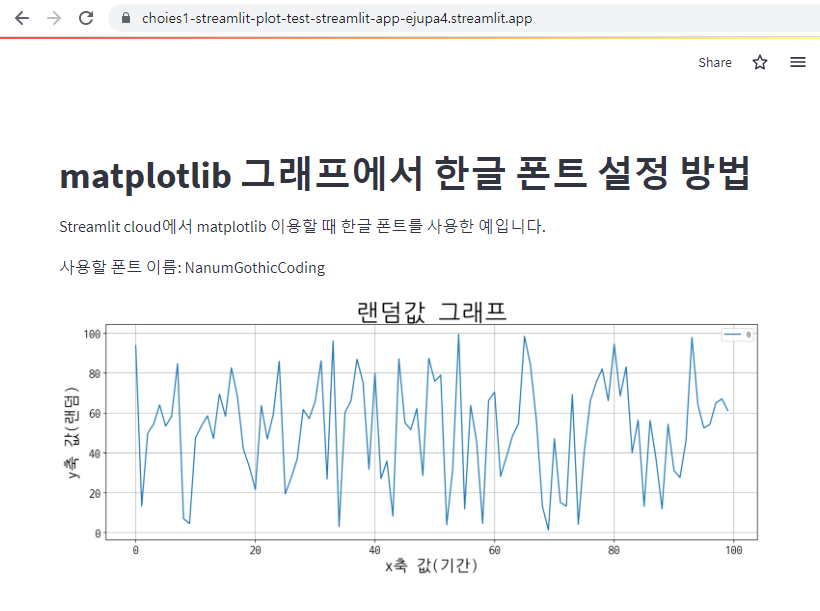 choies1-streamlit-plot-test-streamlit-app-ejupa4.streamlit.app
Share
matplotlib 그래프에서 한글 폰트 설정 방법
Streamlit cloud에서 matplotlib 이용할 때 한글 폰트를 사용한 예입니다.
사용할 폰트 이름: NanumGothicCoding
랜덤값 그래프
0
y축 값(랜덤)
100
80
60
40
20
0
0 20 40 60 80 100
x축 값(기간)